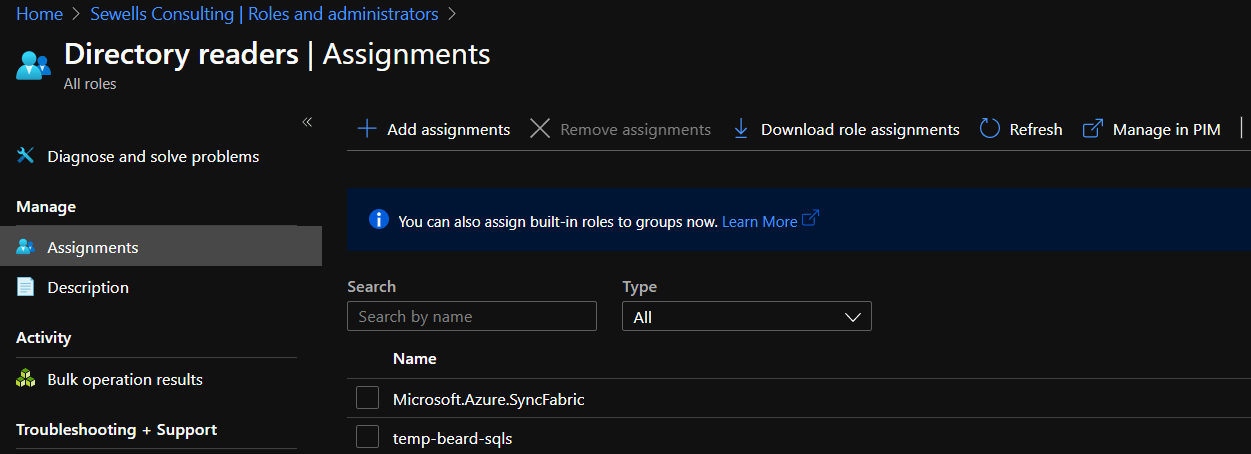 Home > Sewells Consulting | Roles and administrators >
Directory readers | Assignments
All roles
«
Diagnose and solve problems
Manage
Assignments
Description
Activity
Bulk operation results
Troubleshooting + Support
Add assignments Remove assignments Download role assignments Refresh Manage in PIM
You can also assign built-in roles to groups now. Learn More
Search Type
Search by name All
Name
Microsoft.Azure.SyncFabric
temp-beard-sqls